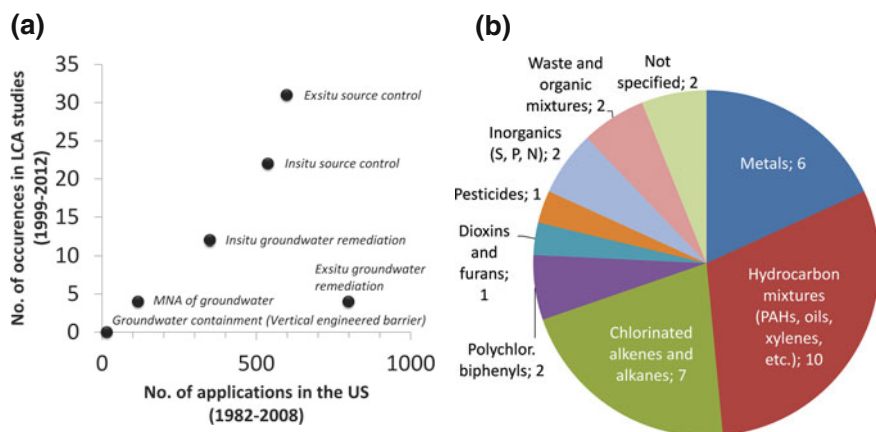 (a)
No. of occurences in LCA studies
(1999-2012)
35
30
25
20
15
10
5
0
Exsitu source control
Insitu source control
Insitu groundwater remediation
Exsitu groundwater
remediation
MNA of groundwater
Groundwater containment (Vertical engineered barrier)
0
500
1000
No. of applications in the US
(1982-2008)
(b)
Not
specified; 2
Waste and
organic
mixtures; 2
Inorganics
(S, P, N); 2
Pesticides; 1
Dioxins and
furans;
1
Polychlor.
biphenyls; 2
Chlorinated
alkenes and
alkanes; 7
Hydrocarbon
mixtures
(PAHs, oils,
xylenes,
etc.); 10
Metals; 6